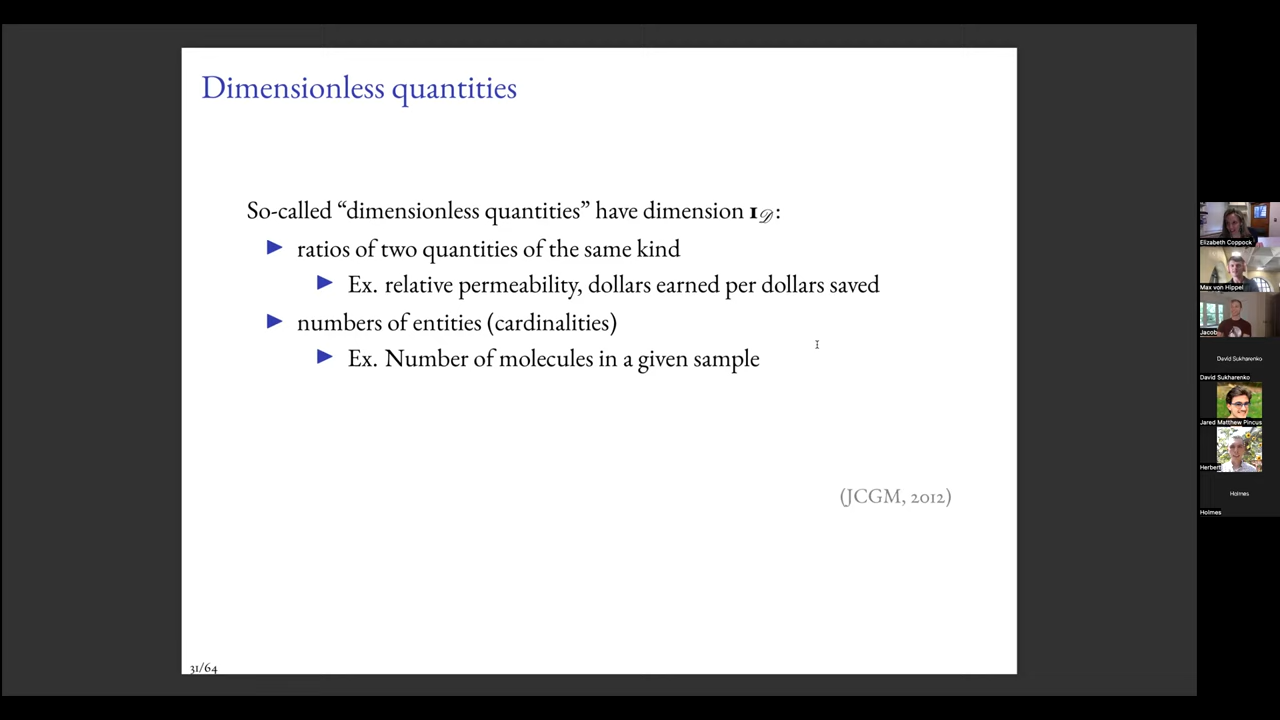 Dimensionless quantities
So-called “dimensionless quantities” have dimension 𝟏𝒟:
▶ ratios of two quantities of the same kind
▶ Ex. relative permeability, dollars earned per dollars saved
▶ numbers of entities (cardinalities)
▶ Ex. Number of molecules in a given sample
(JCGM, 2012)
31/64
Elizabeth Coppock
Max von Hippel
Jacob
David Sukharenko
David Sukharenko
Jared Matthew Pincus
Herbert
Holmes
Holmes